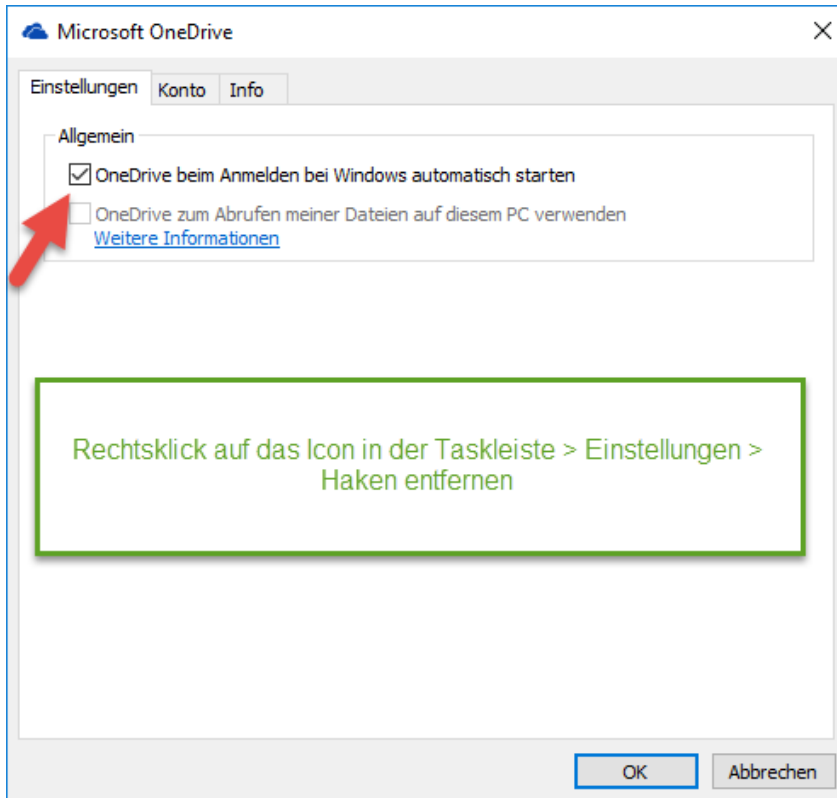 Microsoft OneDrive
Einstellungen Konto Info
Allgemein
OneDrive beim Anmelden bei Windows automatisch starten
OneDrive zum Abrufen meiner Dateien auf diesem PC verwenden
Weitere Informationen
Rechtsklick auf das Icon in der Taskleiste > Einstellungen >
Haken entfernen
OK Abbrechen